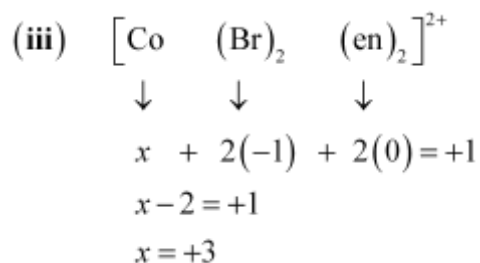 (iii) [Co (Br)₂ (en)₂]²⁺
↓ ↓ ↓
x + 2(−1) + 2(0) = +1
x − 2 = +1
x = +3